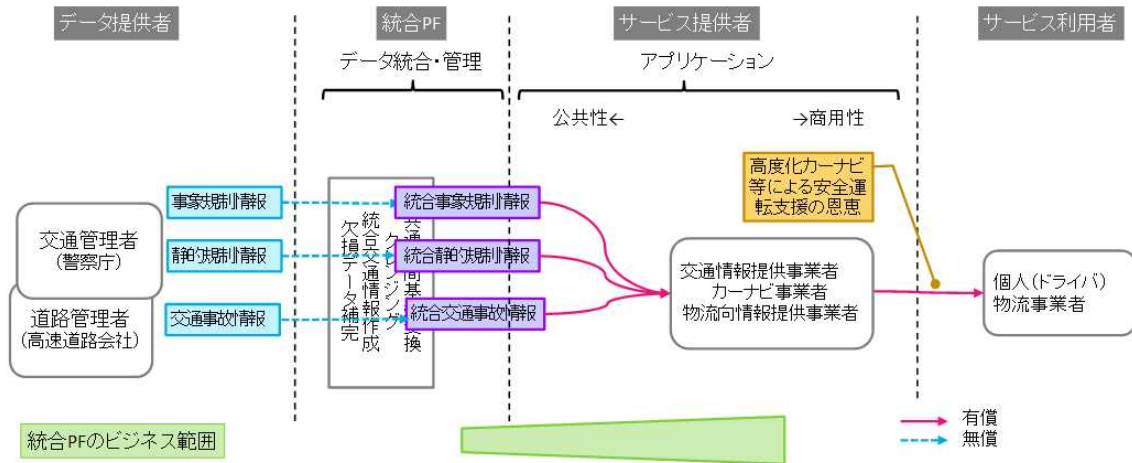 データ提供者
統合PF
サービス提供者
サービス利用者
データ統合・管理
アプリケーション
公共性←
→商用性
高度化カーナビ
等による安全運
転支援の恩恵
事象規制情報
統合事象規制情報
静的規制情報
統合静的規制情報
交通事故情報
統合交通事故情報
クレンジング
統合交通情報作成
欠損データ補完
交通管理者
(警察庁)
道路管理者
(高速道路会社)
交通情報提供事業者
カーナビ事業者
物流向情報提供事業者
個人(ドライバ)
物流事業者
統合PFのビジネス範囲
有償
無償